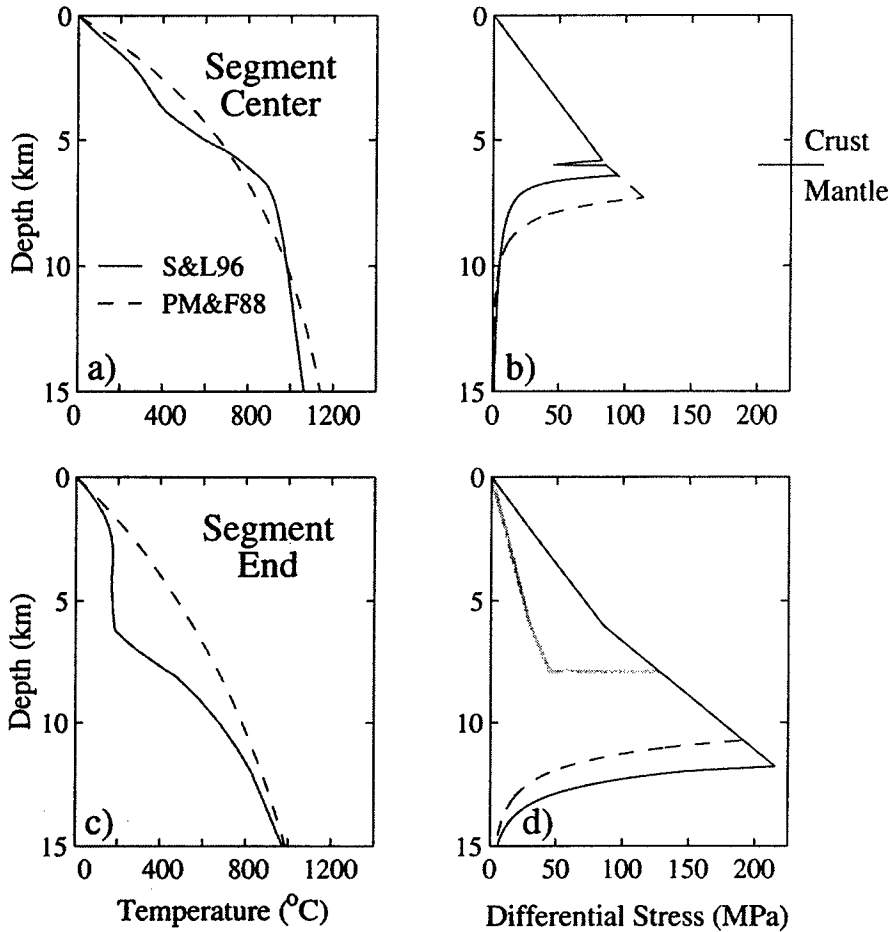 0
5
10
15
Depth (km)
Segment
Center
S&L96
PM&F88
a)
0 400 800 1200
0
5
10
15
b)
Crust
Mantle
0 50 100 150 200
0
5
10
15
Depth (km)
Segment
End
c)
0 400 800 1200
Temperature (°C)
0
5
10
15
d)
0 50 100 150 200
Differential Stress (MPa)